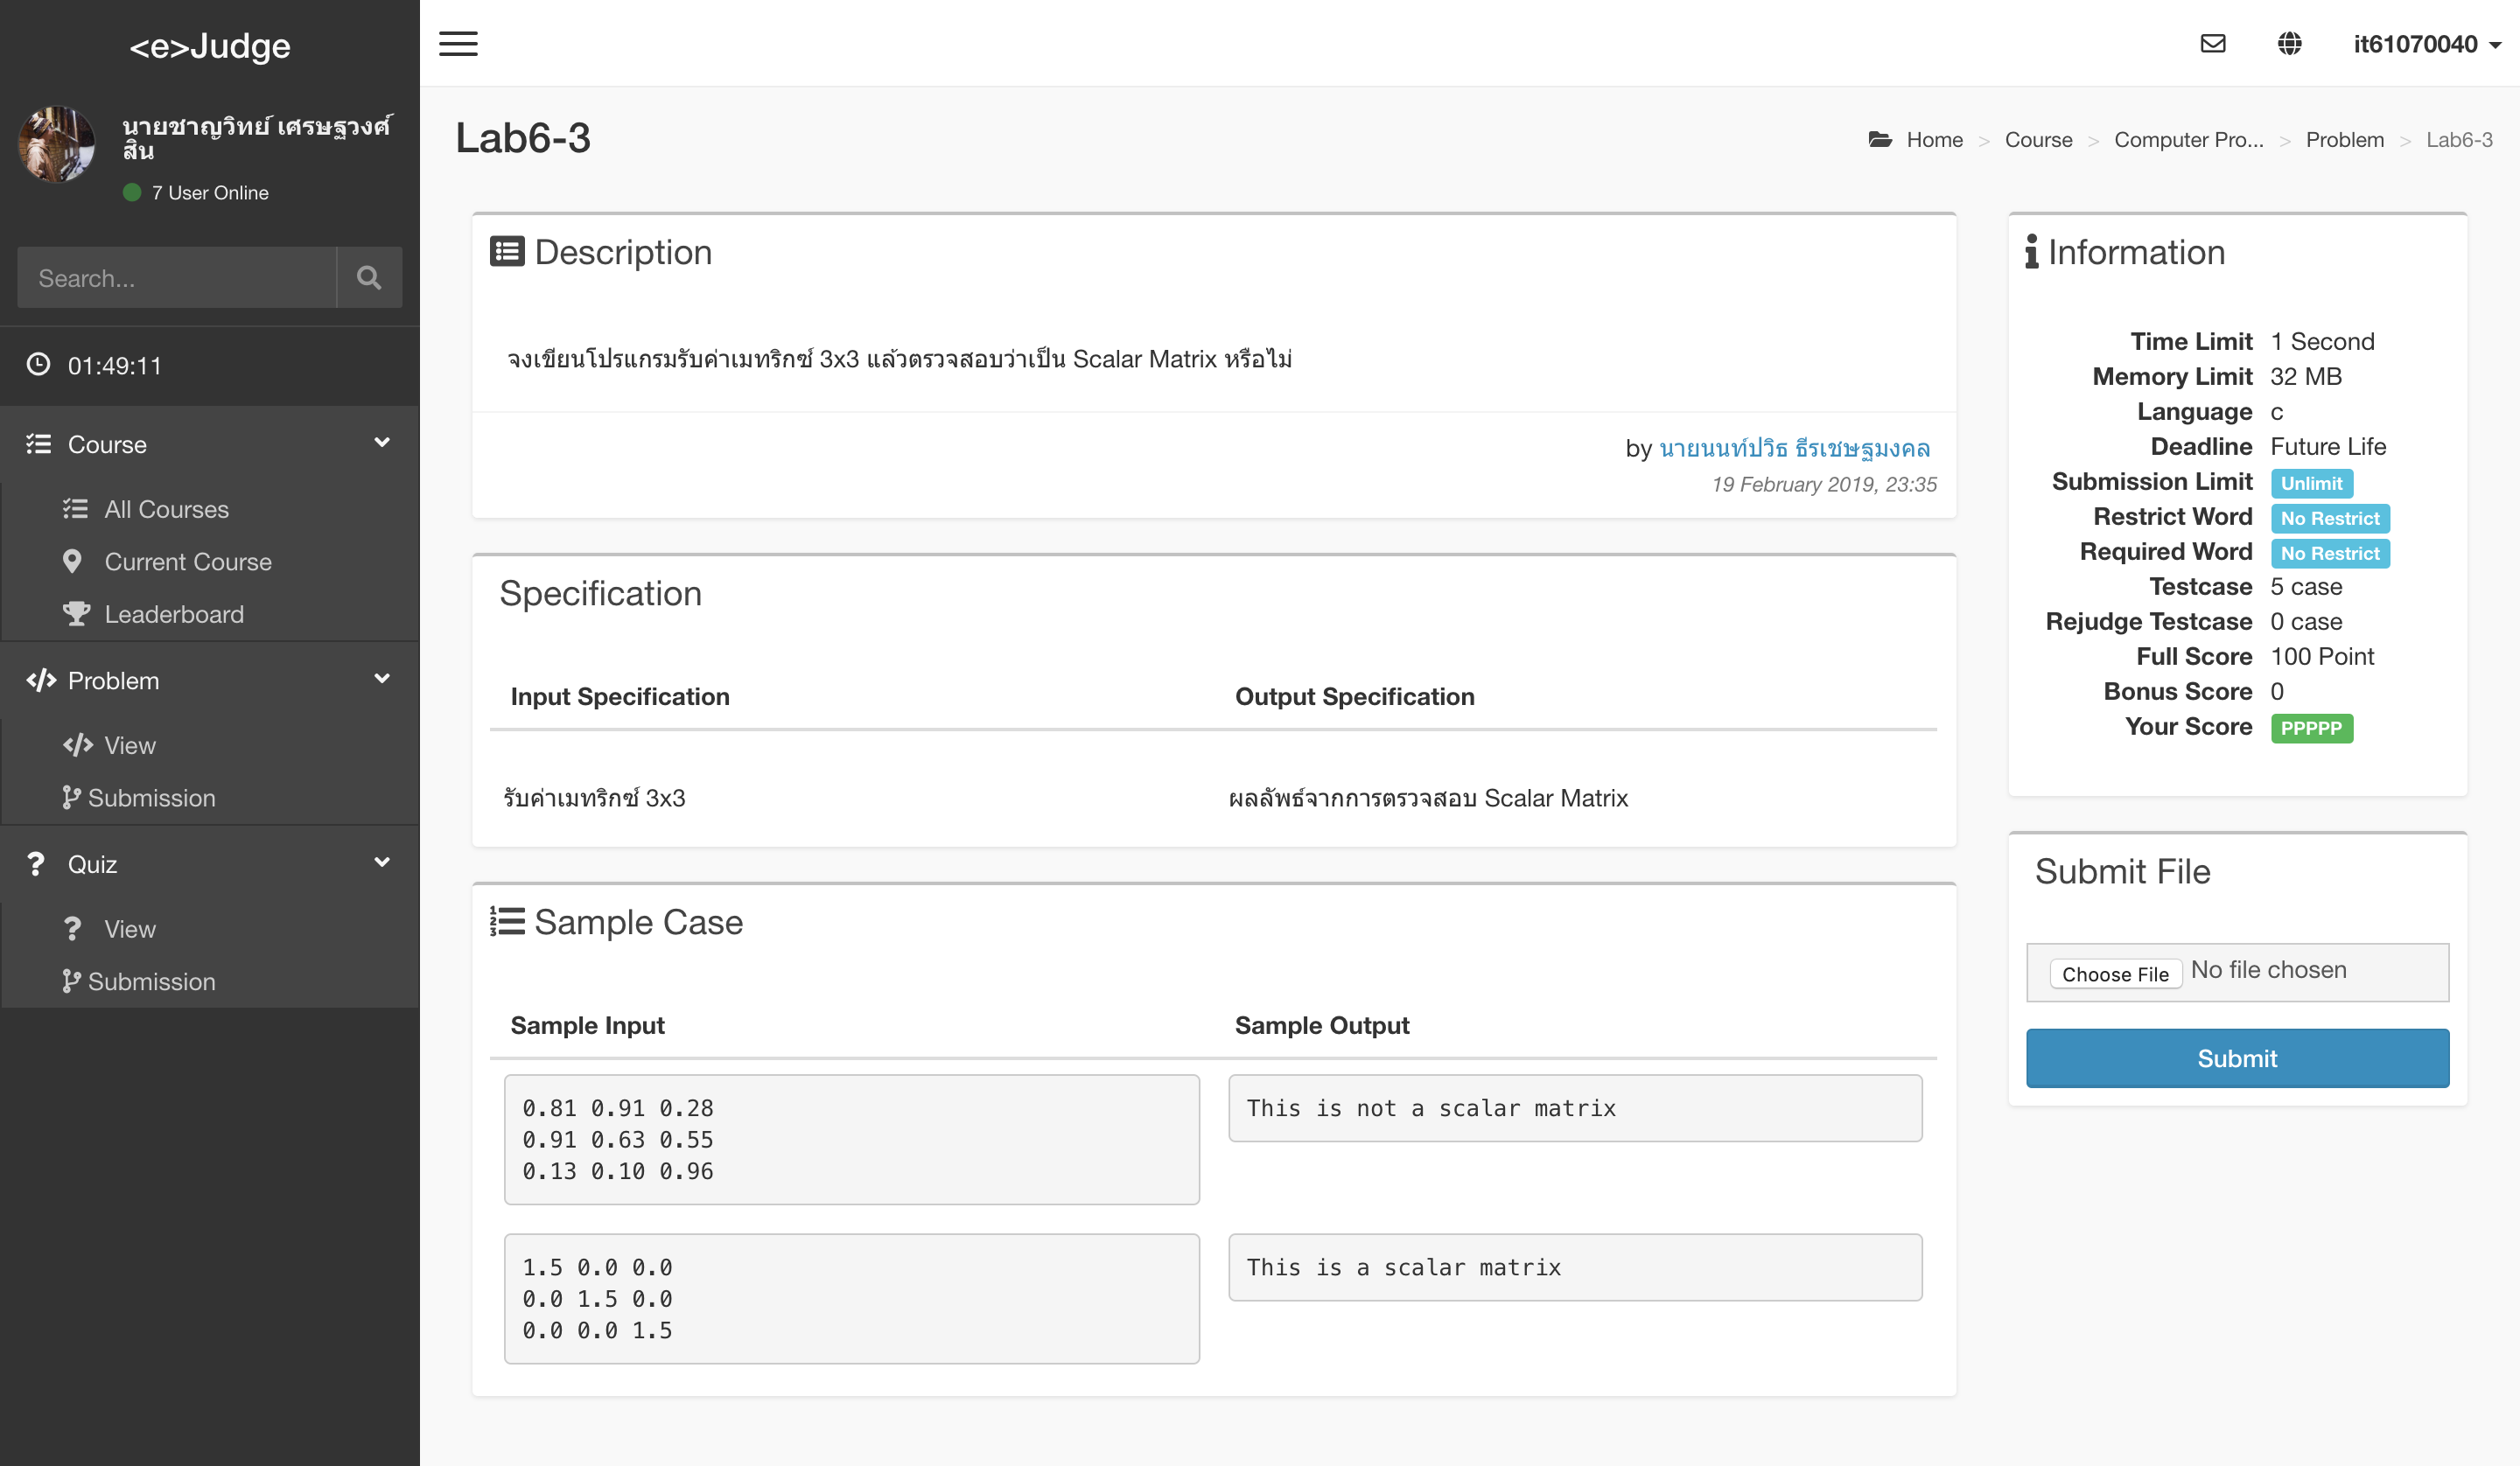 <e>Judge
นายชาญวิทย์ เศรษฐวงศ์
สิน
7 User Online
Search...
01:49:11
Course
All Courses
Current Course
Leaderboard
Problem
View
Submission
Quiz
View
Submission
it61070040
Lab6-3
Home > Course > Computer Pro... > Problem > Lab6-3
Description
จงเขียนโปรแกรมรับค่าเมทริกซ์ 3x3 แล้วตรวจสอบว่าเป็น Scalar Matrix หรือไม่
by นายนนท์ปวิธ ธีรเชษฐมงคล
19 February 2019, 23:35
Specification
Input Specification Output Specification
รับค่าเมทริกซ์ 3x3 ผลลัพธ์จากการตรวจสอบ Scalar Matrix
Sample Case
Sample Input Sample Output
0.81 0.91 0.28
0.91 0.63 0.55
0.13 0.10 0.96
This is not a scalar matrix
1.5 0.0 0.0
0.0 1.5 0.0
0.0 0.0 1.5
This is a scalar matrix
Information
Time Limit 1 Second
Memory Limit 32 MB
Language c
Deadline Future Life
Submission Limit Unlimit
Restrict Word No Restrict
Required Word No Restrict
Testcase 5 case
Rejudge Testcase 0 case
Full Score 100 Point
Bonus Score 0
Your Score PPPPP
Submit File
Choose File No file chosen
Submit